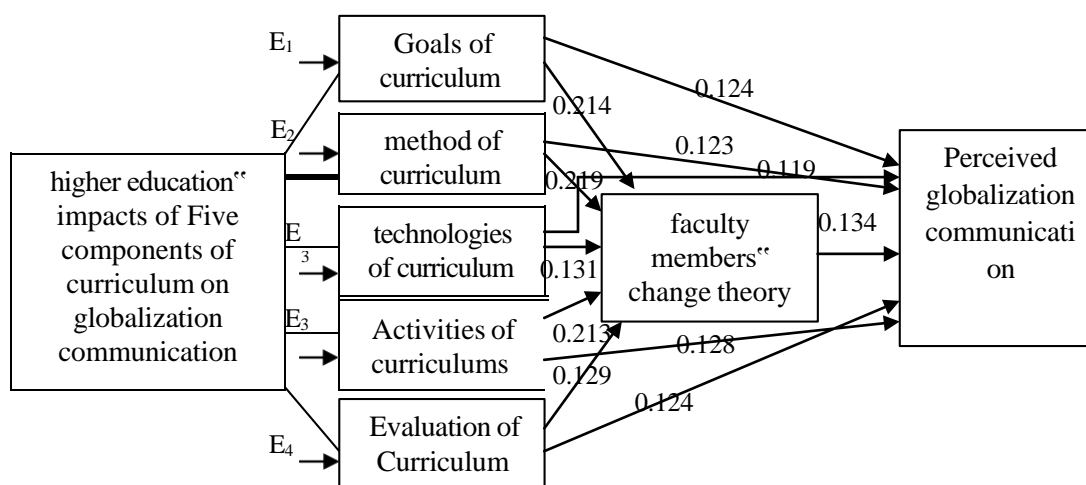 E1
Goals of
curriculum
0.124
0.214
E2
method of
curriculum
0.123
0.119
0.219
higher education‟
impacts of Five
components of
curriculum on
globalization
communication
E
3
technologies
of curriculum
0.131
faculty
members‟
change theory
0.134
Perceived
globalization
communicati
on
E3
Activities of
curriculums
0.213
0.128
0.129
0.124
E4
Evaluation of
Curriculum